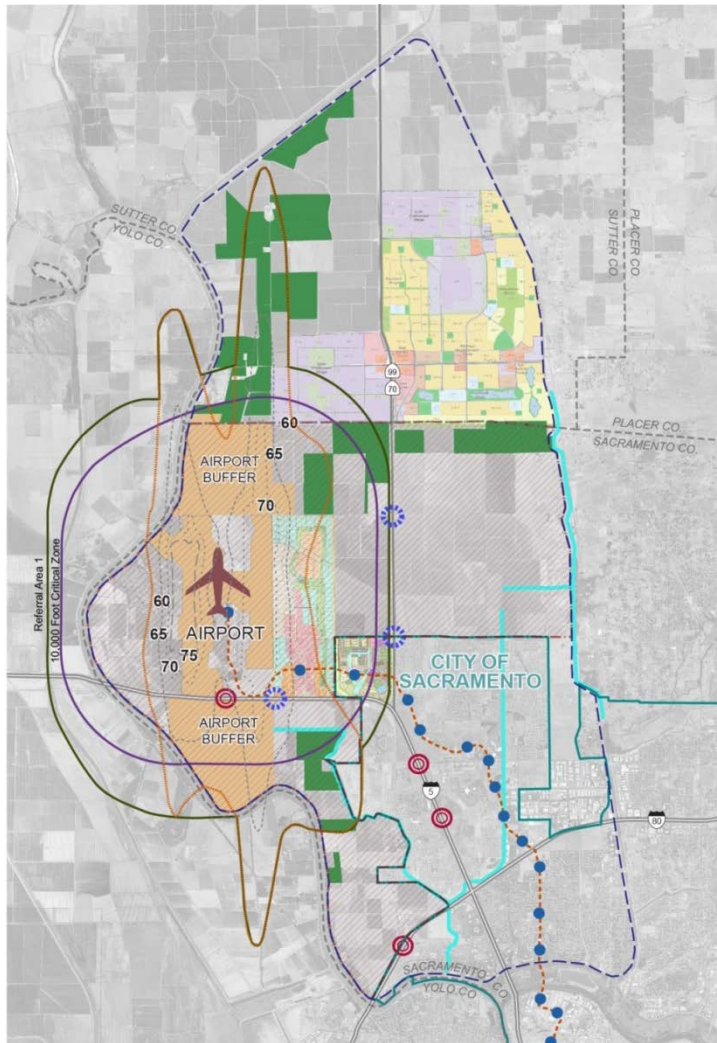 SUTTER CO.
YOLO CO.
PLACER CO.
SUTTER CO.
99
70
PLACER CO.
SACRAMENTO CO.
60
65
AIRPORT
BUFFER
70
Referral Area 1
10,000 Foot Critical Zone
60
65
70
75
AIRPORT
AIRPORT
BUFFER
CITY OF
SACRAMENTO
5
80
SACRAMENTO CO.
YOLO CO.